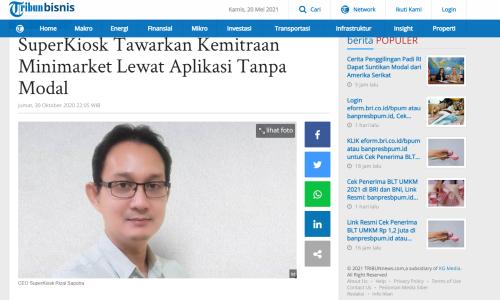 Tribunbisnis
Kamis, 20 Mei 2021
Cari
Network
Ikuti Kami
Login
Home
Makro
Energi
Finansial
Mikro
Investasi
Transportasi
Infrastruktur
Insight
Properti
SuperKiosk Tawarkan Kemitraan
Minimarket Lewat Aplikasi Tanpa
Modal
Jumat, 30 Oktober 2020 22:05 WIB
lihat foto
CEO SuperKiosk Rizal Saputra
berita POPULER
Cerita Penggilingan Padi RI
Dapat Suntikan Modal dari
Amerika Serikat
9 jam lalu
Login
eform.bri.co.id/bpum atau
banpresbpum.id, Cek...
1 hari lalu
KLIK eform.bri.co.id/bpum
atau banpresbpum.id
untuk Cek Penerima BLT...
18 jam lalu
Cek Penerima BLT UMKM
2021 di BRI dan BNI, Link
Resmi: banpresbpum.id...
1 hari lalu
Link Resmi Cek Penerima
BLT UMKM Rp 1,2 Juta di
banpresbpum.id atau...
16 jam lalu
© 2021 TRIBUNnews.com,a subsidiary of KG Media.
All Right Reserved
About Us
Help
Privacy Policy
Terms of Use
Contact Us
Pedoman Media Siber
Redaksi
Info Iklan